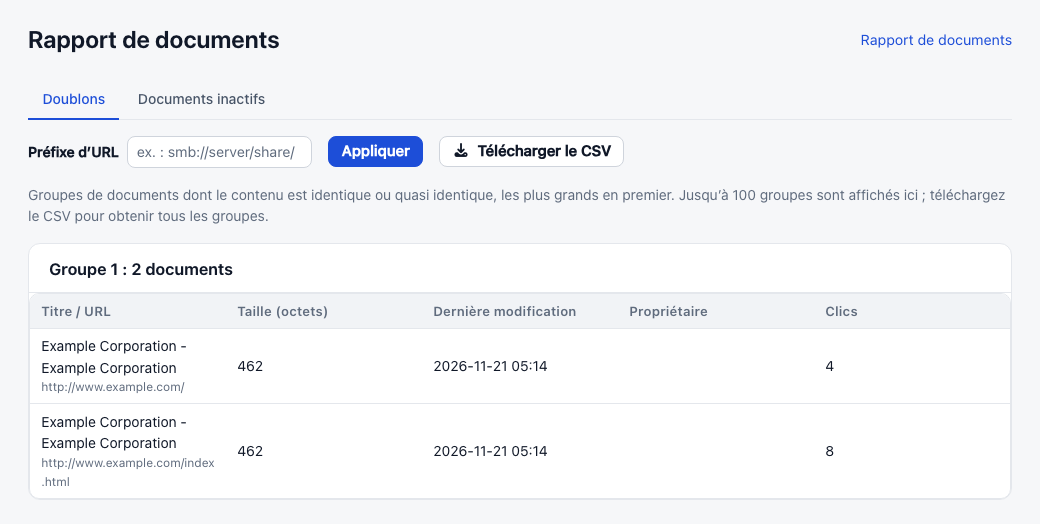 Rapport de documents
Rapport de documents
Doublons
Documents inactifs
Préfixe d’URL
ex. : smb://server/share/
Appliquer
Télécharger le CSV
Groupes de documents dont le contenu est identique ou quasi identique, les plus grands en premier. Jusqu’à 100 groupes sont affichés ici ; téléchargez
le CSV pour obtenir tous les groupes.
Groupe 1 : 2 documents
Titre / URL
Taille (octets)
Dernière modification
Propriétaire
Clics
Example Corporation -
Example Corporation
http://www.example.com/
462
2026-11-21 05:14
4
Example Corporation -
Example Corporation
http://www.example.com/index
.html
462
2026-11-21 05:14
8